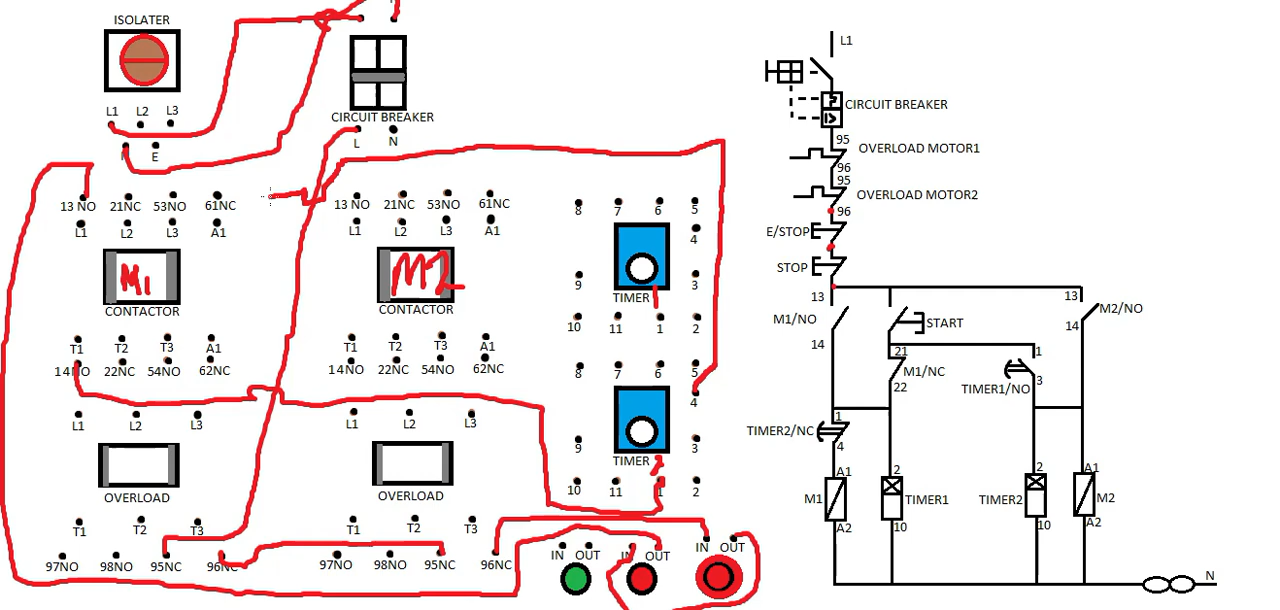 ISOLATER
L1 L2 L3
E
CIRCUIT BREAKER
L N
13 NO 21NC 53NO 61NC
L1 L2 L3 A1
M1
CONTACTOR
T1 T2 T3 A1
14NO 22NC 54NO 62NC
L1 L2 L3
OVERLOAD
T1 T2 T3
97NO 98NO 95NC 96NC
13 NO 21NC 53NO 61NC
L1 L2 L3 A1
M2
CONTACTOR
T1 T2 T3 A1
14NO 22NC 54NO 62NC
L1 L2 L3
OVERLOAD
T1 T2 T3
97NO 98NO 95NC 96NC
8 7 6 5
4
9 3
TIMER
10 11 1 2
8 7 6 5
4
9 3
TIMER
10 11 1 2
IN OUT
IN OUT
IN OUT
L1
CIRCUIT BREAKER
95
OVERLOAD MOTOR1
96
95
OVERLOAD MOTOR2
96
E/STOP
STOP
13 13
M1/NO START M2/NO
14 14
21 1
M1/NC TIMER1/NO
22 3
1
TIMER2/NC
4
A1 2 2 A1
M1 TIMER1 TIMER2 M2
A2 10 10 A2
N